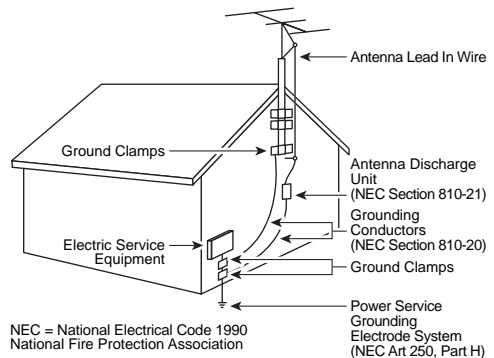 Antenna Lead In Wire
Ground Clamps
Antenna Discharge
Unit
(NEC Section 810-21)
Grounding
Conductors
(NEC Section 810-20)
Electric Service
Equipment
Ground Clamps
Power Service
Grounding
Electrode System
(NEC Art 250, Part H)
NEC = National Electrical Code 1990
National Fire Protection Association